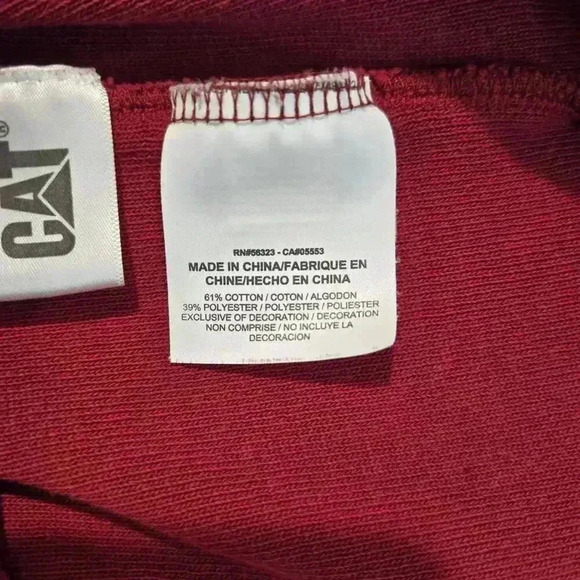 CAT®
RN#56323 - CA#05553
MADE IN CHINA/FABRIQUE EN
CHINE/HECHO EN CHINA
61% COTTON / COTON / ALGODON
39% POLYESTER / POLYESTER / POLIESTER
EXCLUSIVE OF DECORATION / DECORATION
NON COMPRISE / NO INCLUYE LA
DECORACION